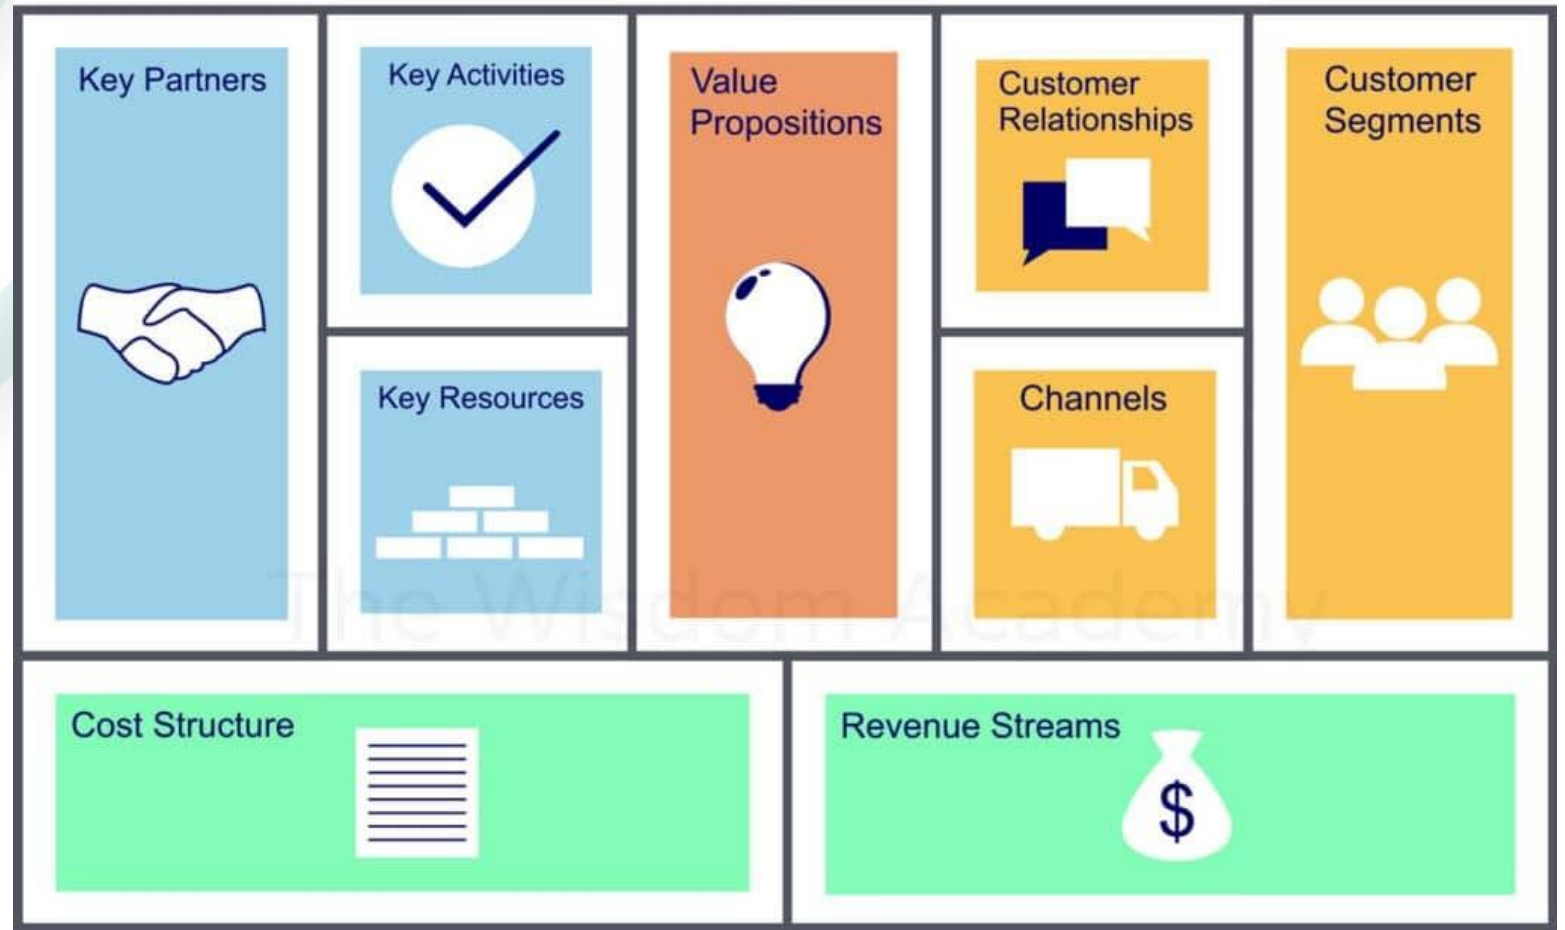 Key Partners
Key Activities
Value
Propositions
Customer
Relationships
Customer
Segments
Key Resources
Channels
The Wisdom Academy
Cost Structure
Revenue Streams
$